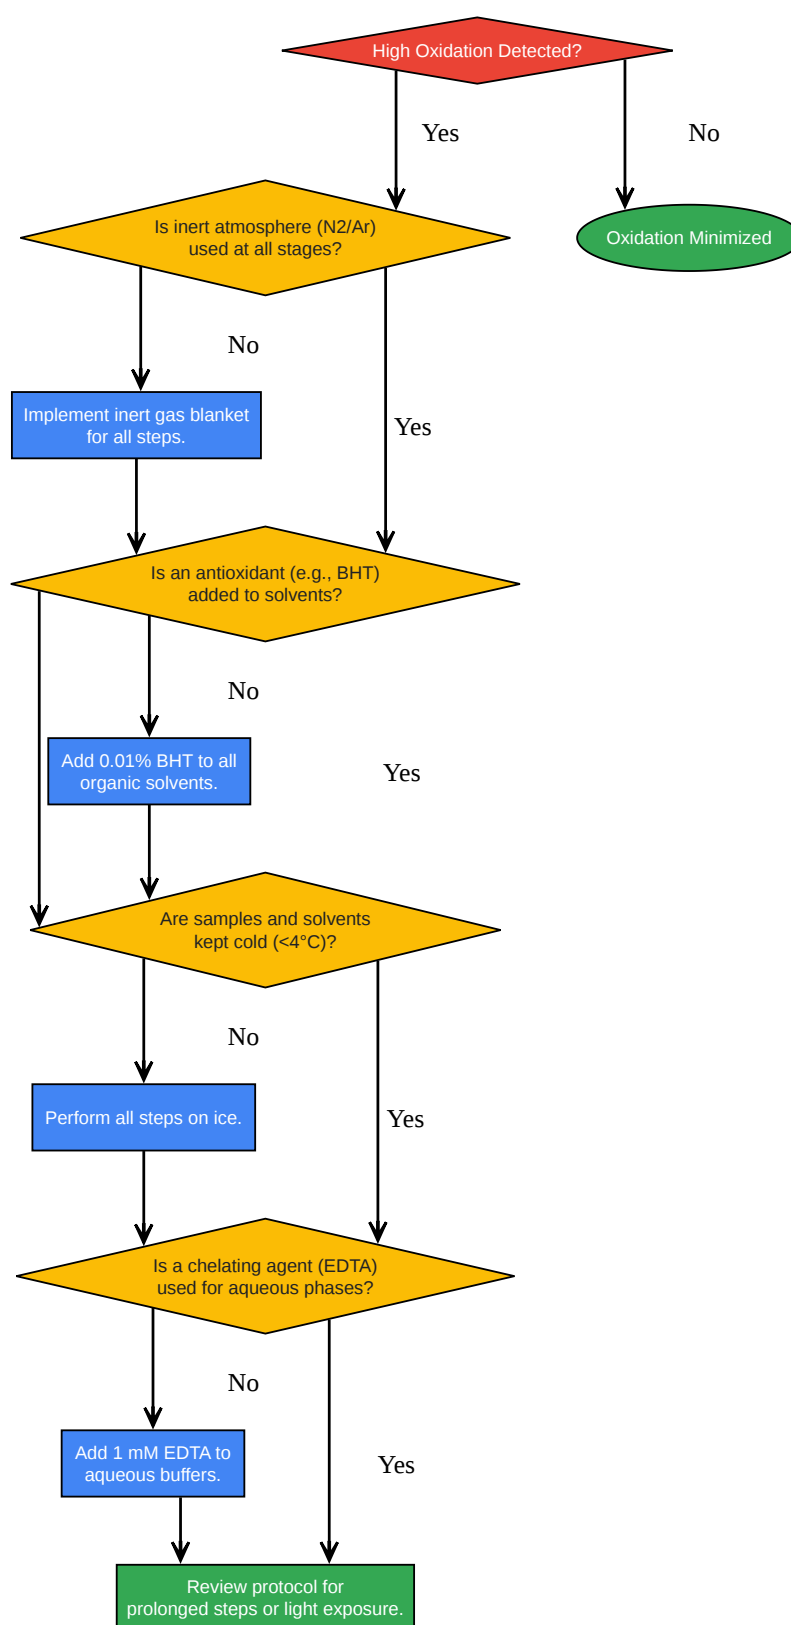 High Oxidation Detected?
Yes
No
Is inert atmosphere (N2/Ar)
used at all stages?
Oxidation Minimized
No
Implement inert gas blanket
for all steps.
Yes
Is an antioxidant (e.g., BHT)
added to solvents?
No
Add 0.01% BHT to all
organic solvents.
Yes
Are samples and solvents
kept cold (<4°C)?
No
Perform all steps on ice.
Yes
Is a chelating agent (EDTA)
used for aqueous phases?
No
Add 1 mM EDTA to
aqueous buffers.
Yes
Review protocol for
prolonged steps or light exposure.